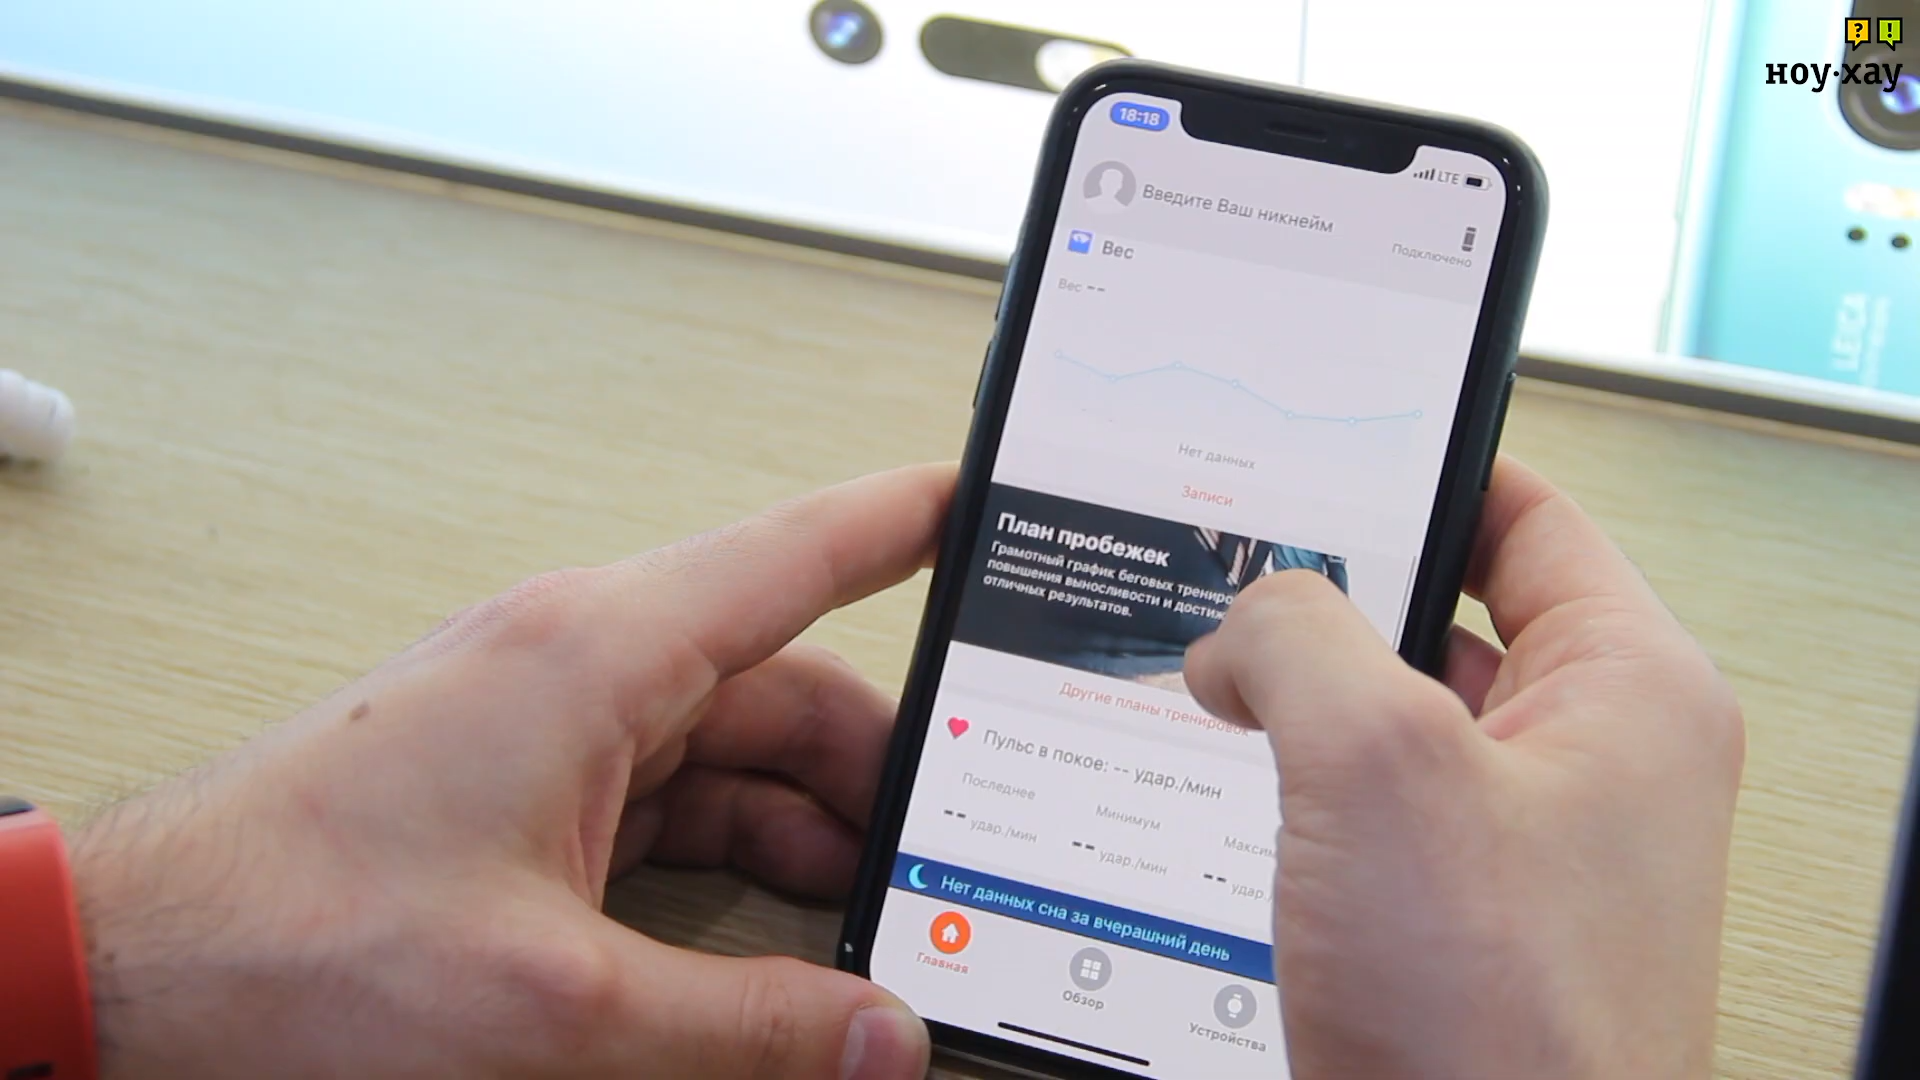 ? !
ноу·хау
18:18
LTE
Введите Ваш никнейм
Подключено
Вес
Вес --
Нет данных
Записи
План пробежек
Грамотный график беговых трениро
повышения выносливости и достиж
отличных результатов.
Другие планы тренировок
Пульс в покое: -- удар./мин
Последнее
Минимум
Максим
-- удар./мин
-- удар./мин
-- удар./
Нет данных сна за вчерашний день
Главная
Обзор
Устройства
LEICA